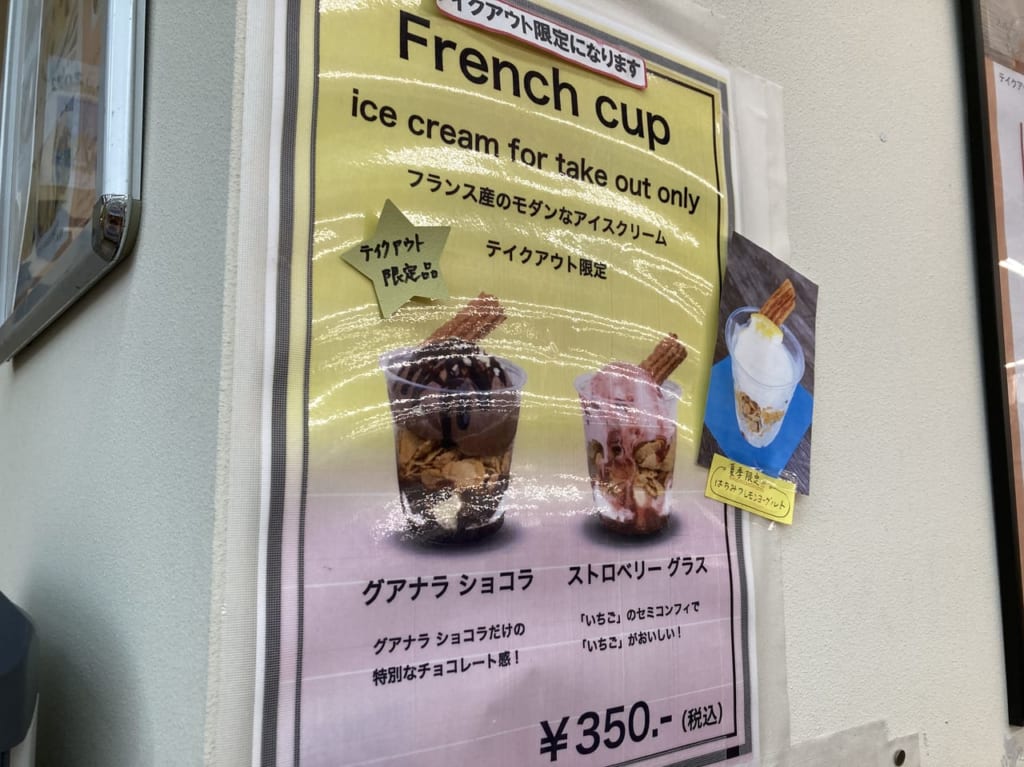 イクアウト限定になります
French cup
ice cream for take out only
フランス産のモダンなアイスクリーム
テイクアウト限定
テイクアウト
限定品
夏季限定
はちみつレモンヨーグルト
グアナラ ショコラ
ストロベリー グラス
グアナラ ショコラだけの
特別なチョコレート感！
「いちご」のセミコンフィで
「いちご」がおいしい！
￥350.-（税込）
テイクア